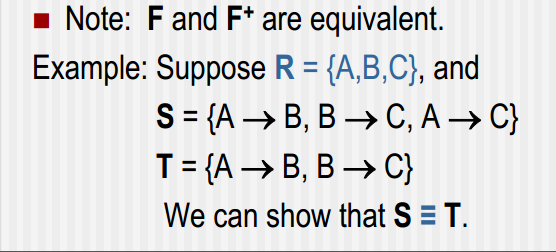 Note: F and F+ are equivalent.
Example: Suppose R = {A,B,C}, and
S = {A → B, B → C, A → C}
T = {A → B, B → C}
We can show that S ≡ T.